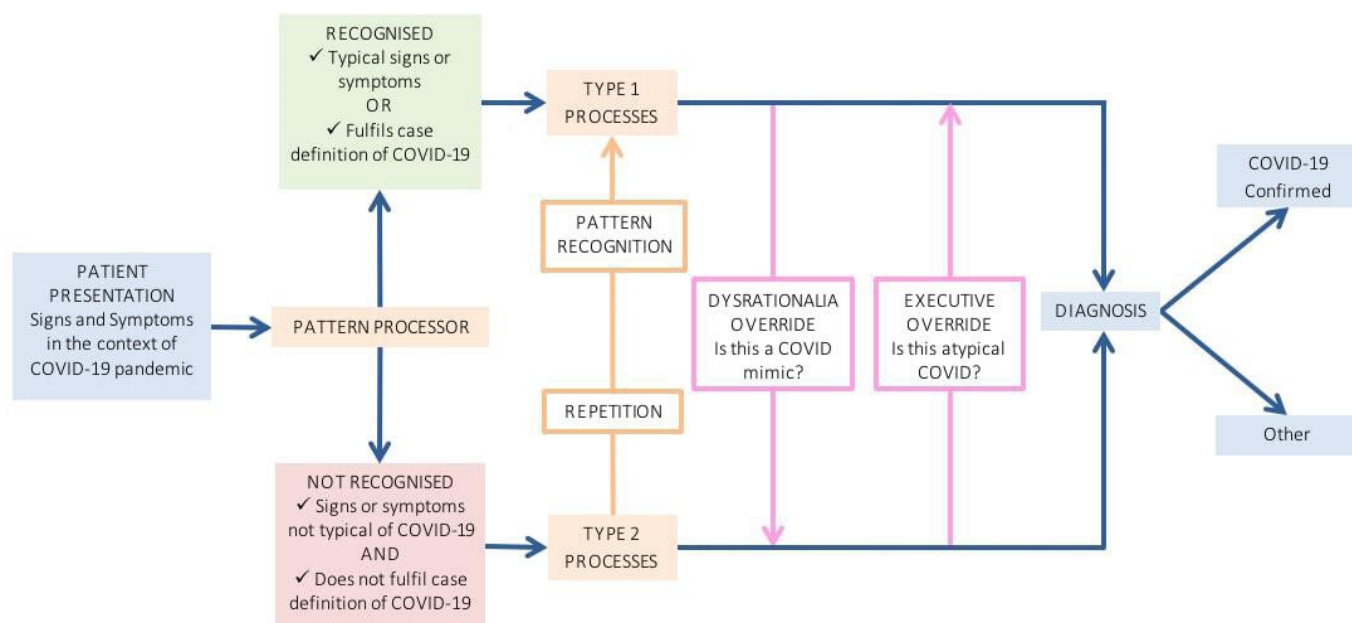 PATIENT
PRESENTATION
Signs and Symptoms
in the context of
COVID-19 pandemic
PATTERN PROCESSOR
RECOGNISED
✓ Typical signs or
symptoms
OR
✓ Fulfils case
definition of COVID-19
NOT RECOGNISED
✓ Signs or symptoms
not typical of COVID-19
AND
✓ Does not fulfil case
definition of COVID-19
TYPE 1
PROCESSES
PATTERN
RECOGNITION
REPETITION
TYPE 2
PROCESSES
DYSRATIONALIA
OVERRIDE
Is this a COVID
mimic?
EXECUTIVE
OVERRIDE
Is this atypical
COVID?
DIAGNOSIS
COVID-19
Confirmed
Other